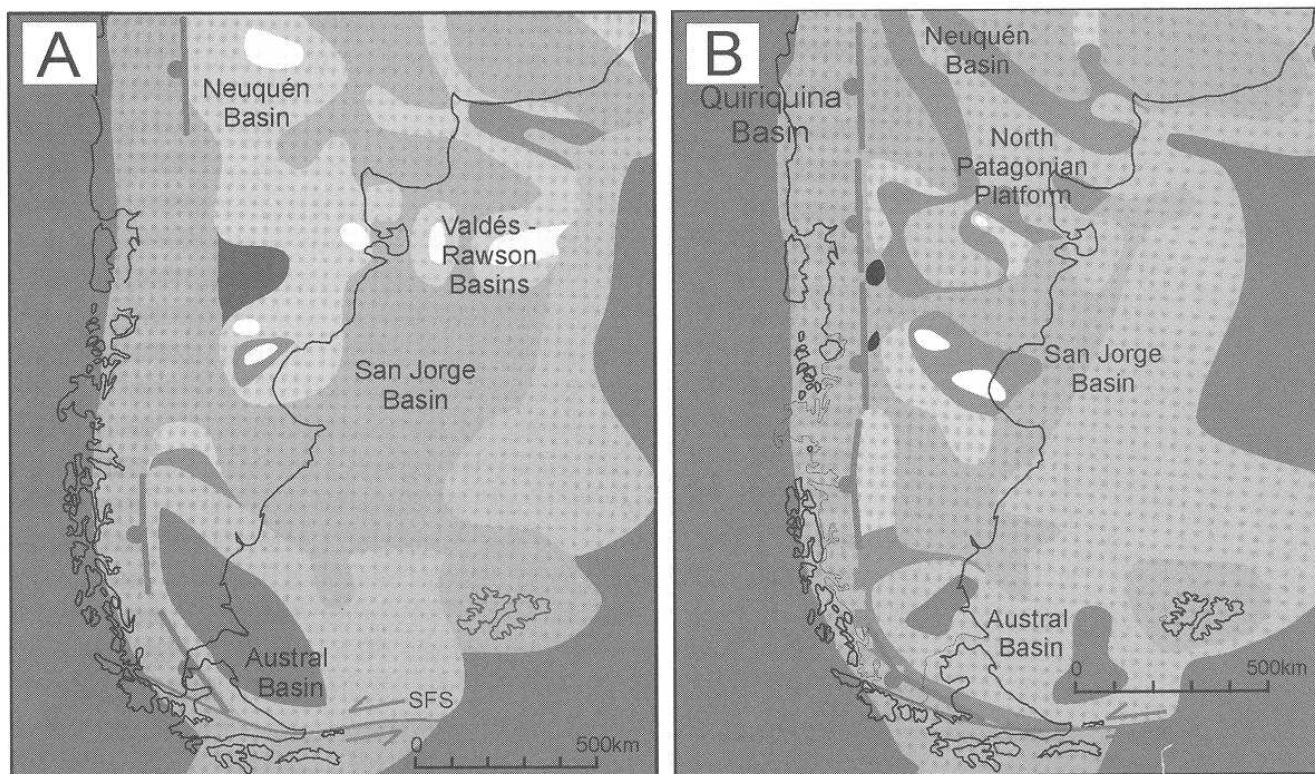 A
Neuquén
Basin
Valdés -
Rawson
Basins
San Jorge
Basin
Austral
Basin
SFS
0
500km
B
Neuquén
Basin
Quiriquina
Basin
North
Patagonian
Platform
San Jorge
Basin
Austral
Basin
0
500km